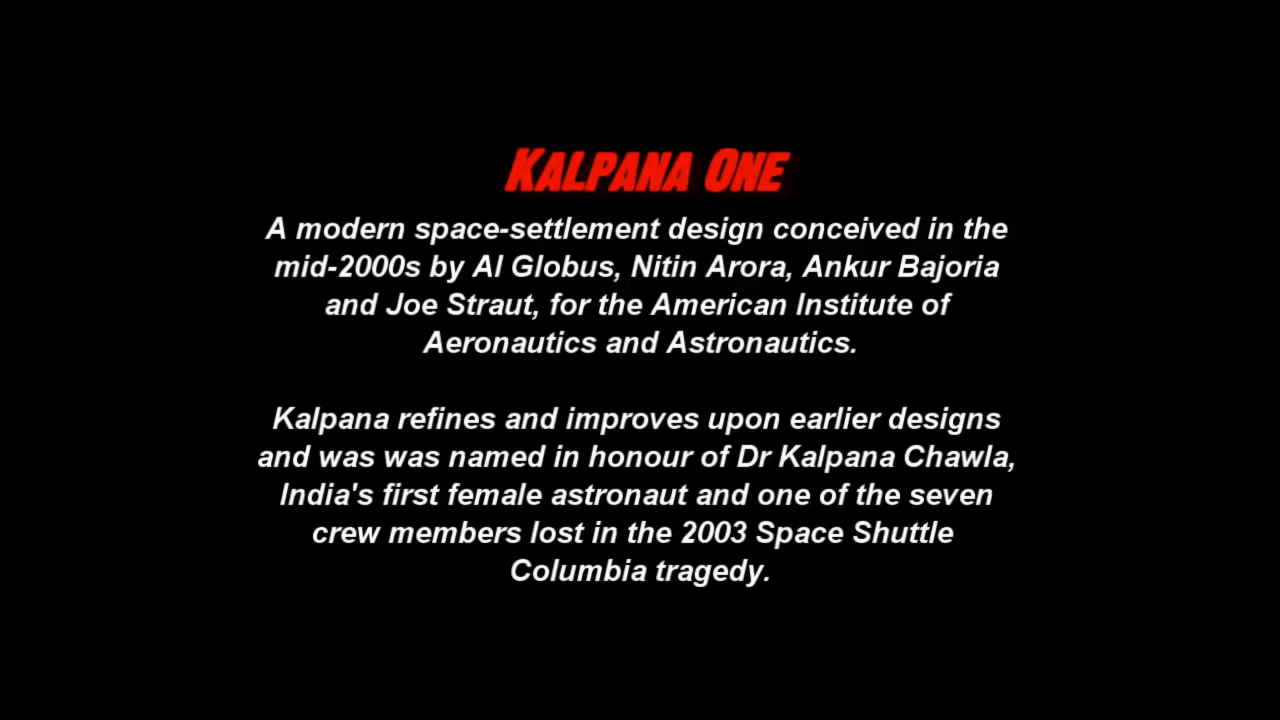 KALPANA ONE
A modern space-settlement design conceived in the
mid-2000s by Al Globus, Nitin Arora, Ankur Bajoria
and Joe Straut, for the American Institute of
Aeronautics and Astronautics.
Kalpana refines and improves upon earlier designs
and was was named in honour of Dr Kalpana Chawla,
India's first female astronaut and one of the seven
crew members lost in the 2003 Space Shuttle
Columbia tragedy.